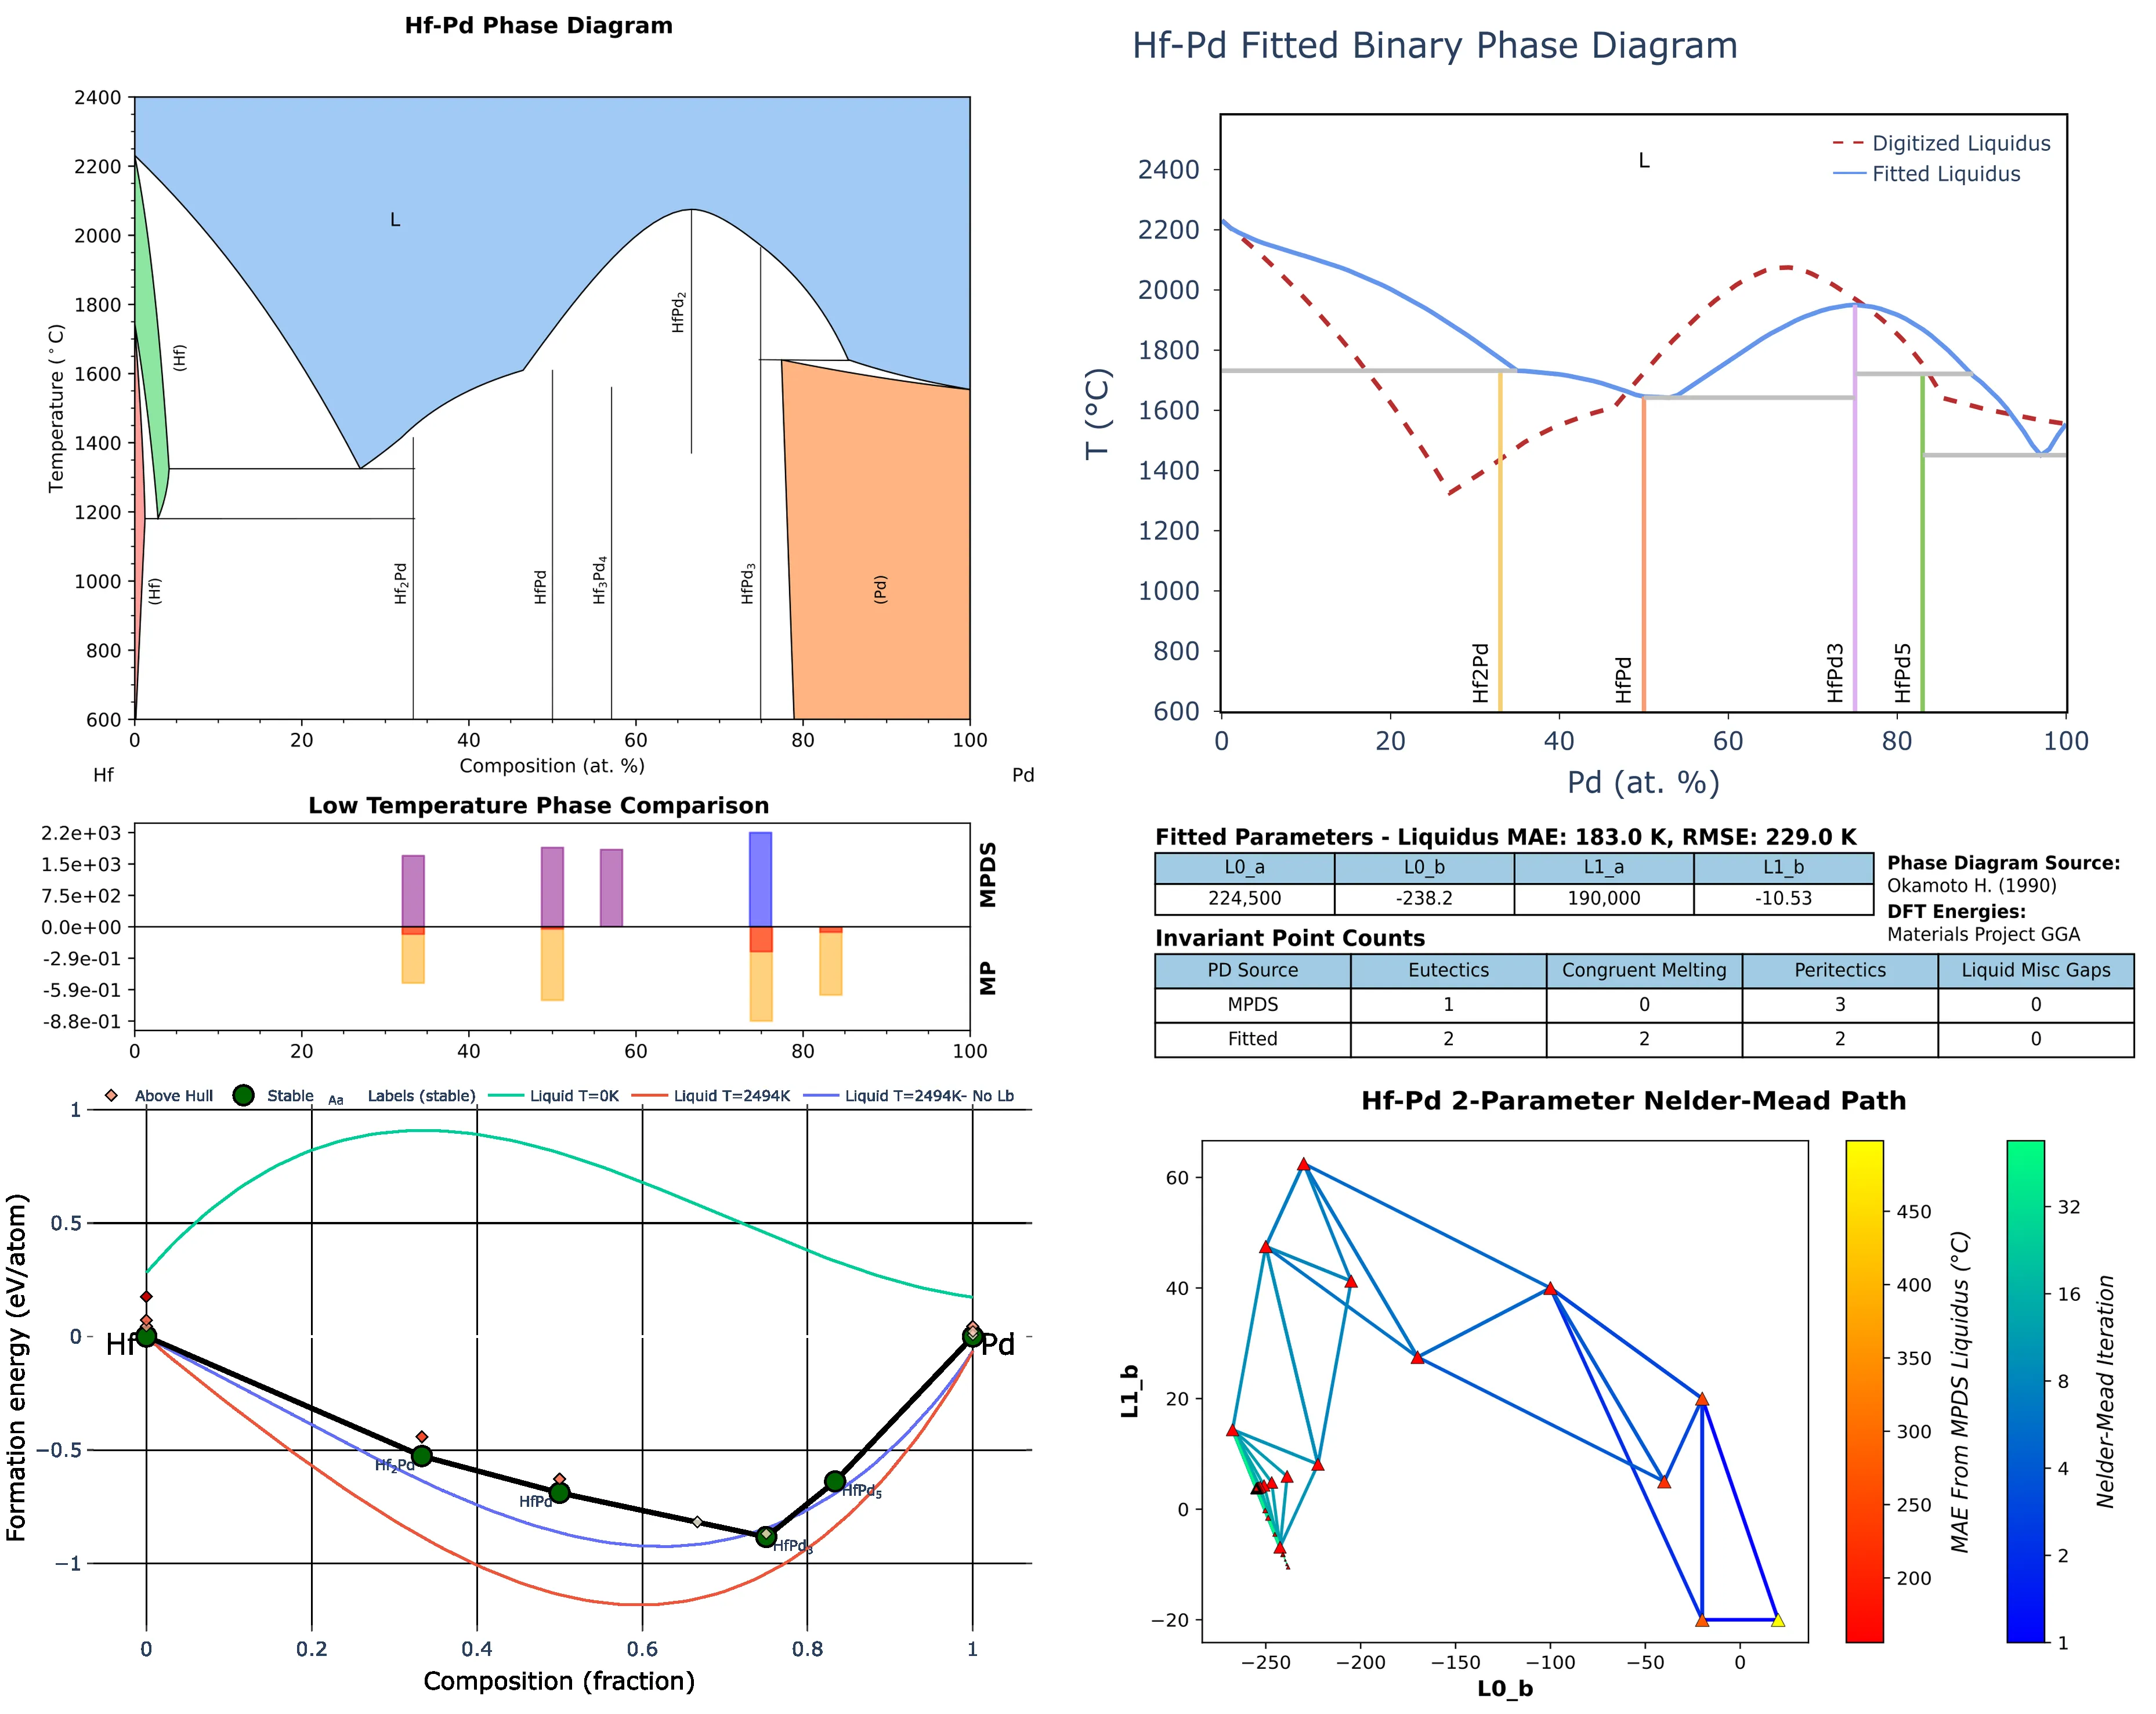 Hf-Pd Phase Diagram
2400
2200
2000
1800
1600
1400
1200
1000
800
600
Temperature (°C)
L
(Hf)
(Hf)
Hf2Pd
HfPd
Hf3Pd4
HfPd2
HfPd3
(Pd)
0 20 40 60 80 100
Composition (at. %)
Hf Pd
Hf-Pd Fitted Binary Phase Diagram
L
Digitized Liquidus
Fitted Liquidus
2400
2200
2000
1800
1600
1400
1200
1000
800
600
T (°C)
Hf2Pd
HfPd
HfPd3
HfPd5
0 20 40 60 80 100
Pd (at. %)
Low Temperature Phase Comparison
2.2e+03
1.5e+03
7.5e+02
0.0e+00
-2.9e-01
-5.9e-01
-8.8e-01
MPDS
MP
0 20 40 60 80 100
Fitted Parameters - Liquidus MAE: 183.0 K, RMSE: 229.0 K
L0_a L0_b L1_a L1_b
224,500 -238.2 190,000 -10.53
Phase Diagram Source:
Okamoto H. (1990)
DFT Energies:
Materials Project GGA
Invariant Point Counts
PD Source Eutectics Congruent Melting Peritectics Liquid Misc Gaps
MPDS 1 0 3 0
Fitted 2 2 2 0
Above Hull Stable Aa Labels (stable) Liquid T=0K Liquid T=2494K Liquid T=2494K- No Lb
1
0.5
0
−0.5
−1
Formation energy (eV/atom)
Hf
Pd
Hf2Pd
HfPd
HfPd3
HfPd5
0 0.2 0.4 0.6 0.8 1
Composition (fraction)
Hf-Pd 2-Parameter Nelder-Mead Path
60
40
20
0
−20
L1_b
−250 −200 −150 −100 −50 0
L0_b
450
400
350
300
250
200
MAE From MPDS Liquidus (°C)
32
16
8
4
2
1
Nelder-Mead Iteration